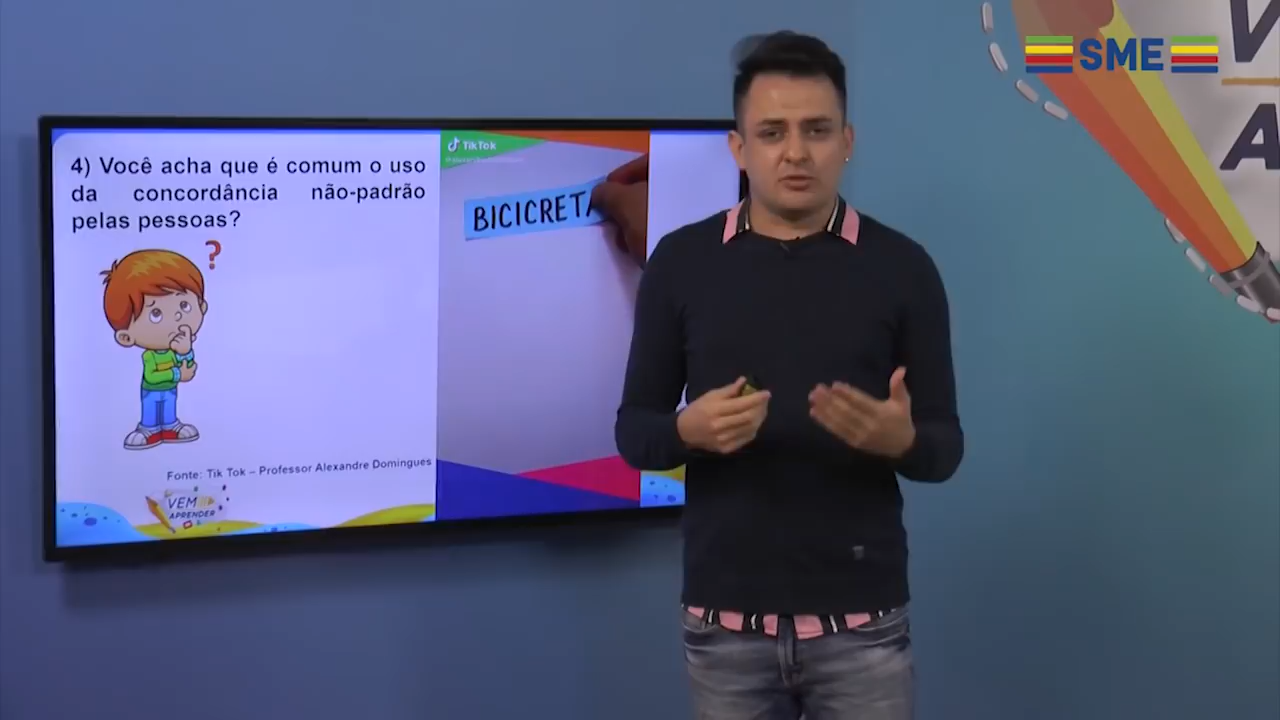 SME
V
A
4) Você acha que é comum o uso
da concordância não-padrão
pelas pessoas?
?
TikTok
BICICRETA
Fonte: Tik Tok – Professor Alexandre Domingues
VEM
APRENDER